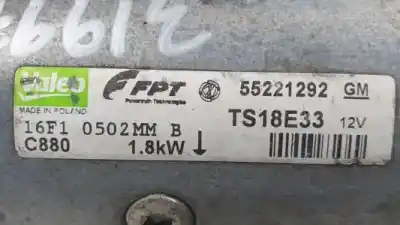 Valeo
MADE IN POLAND
FPT
Powertrain Technologies
55221292 GM
TS18E33 12V
16F1 0502MM B
C880 1.8kW